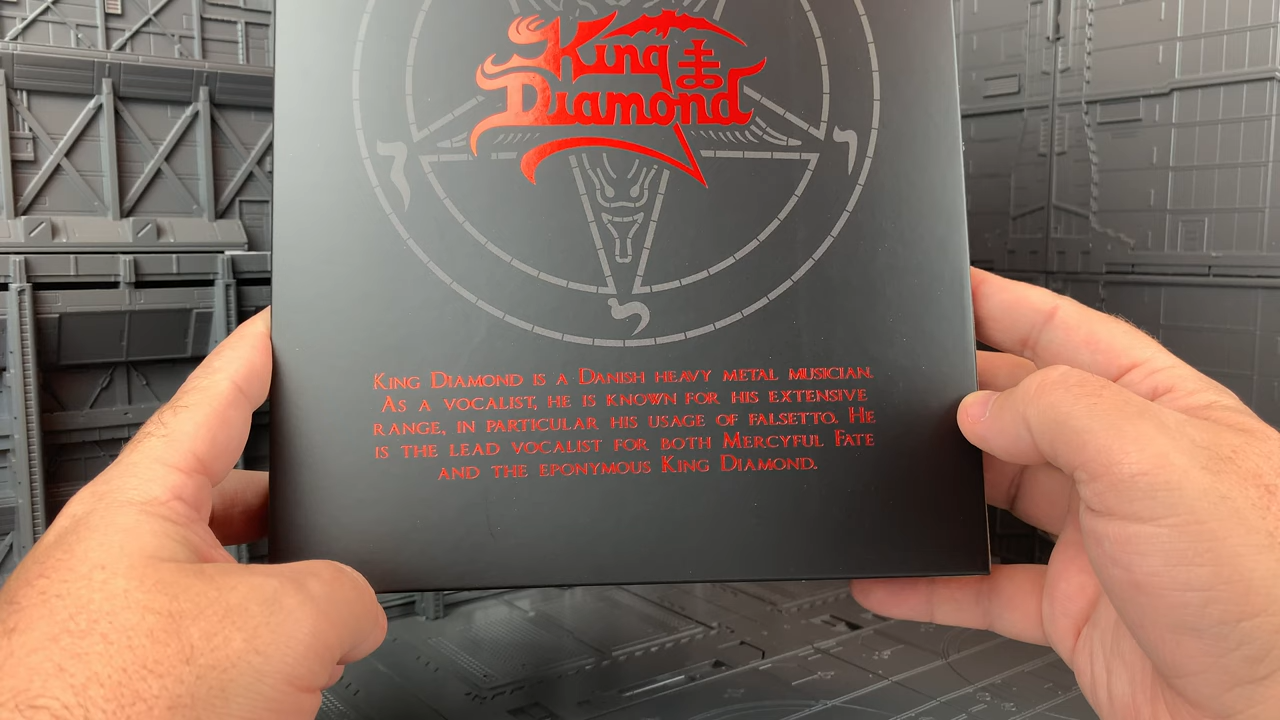 King
Diamond
King Diamond is a Danish heavy metal musician.
As a vocalist, he is known for his extensive
range, in particular his usage of falsetto. He
is the lead vocalist for both Mercyful Fate
and the eponymous King Diamond.